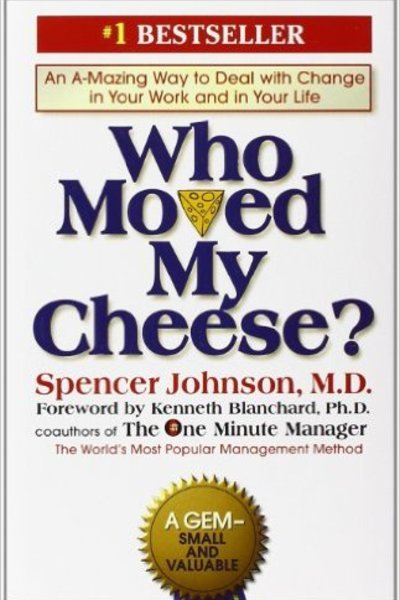 #1 BESTSELLER
An A-Mazing Way to Deal with Change
in Your Work and in Your Life
Who
Moved
My
Cheese?
Spencer Johnson, M.D.
Foreword by Kenneth Blanchard, Ph.D.
coauthors of The One Minute Manager
The World's Most Popular Management Method
A GEM–
SMALL
AND
VALUABLE